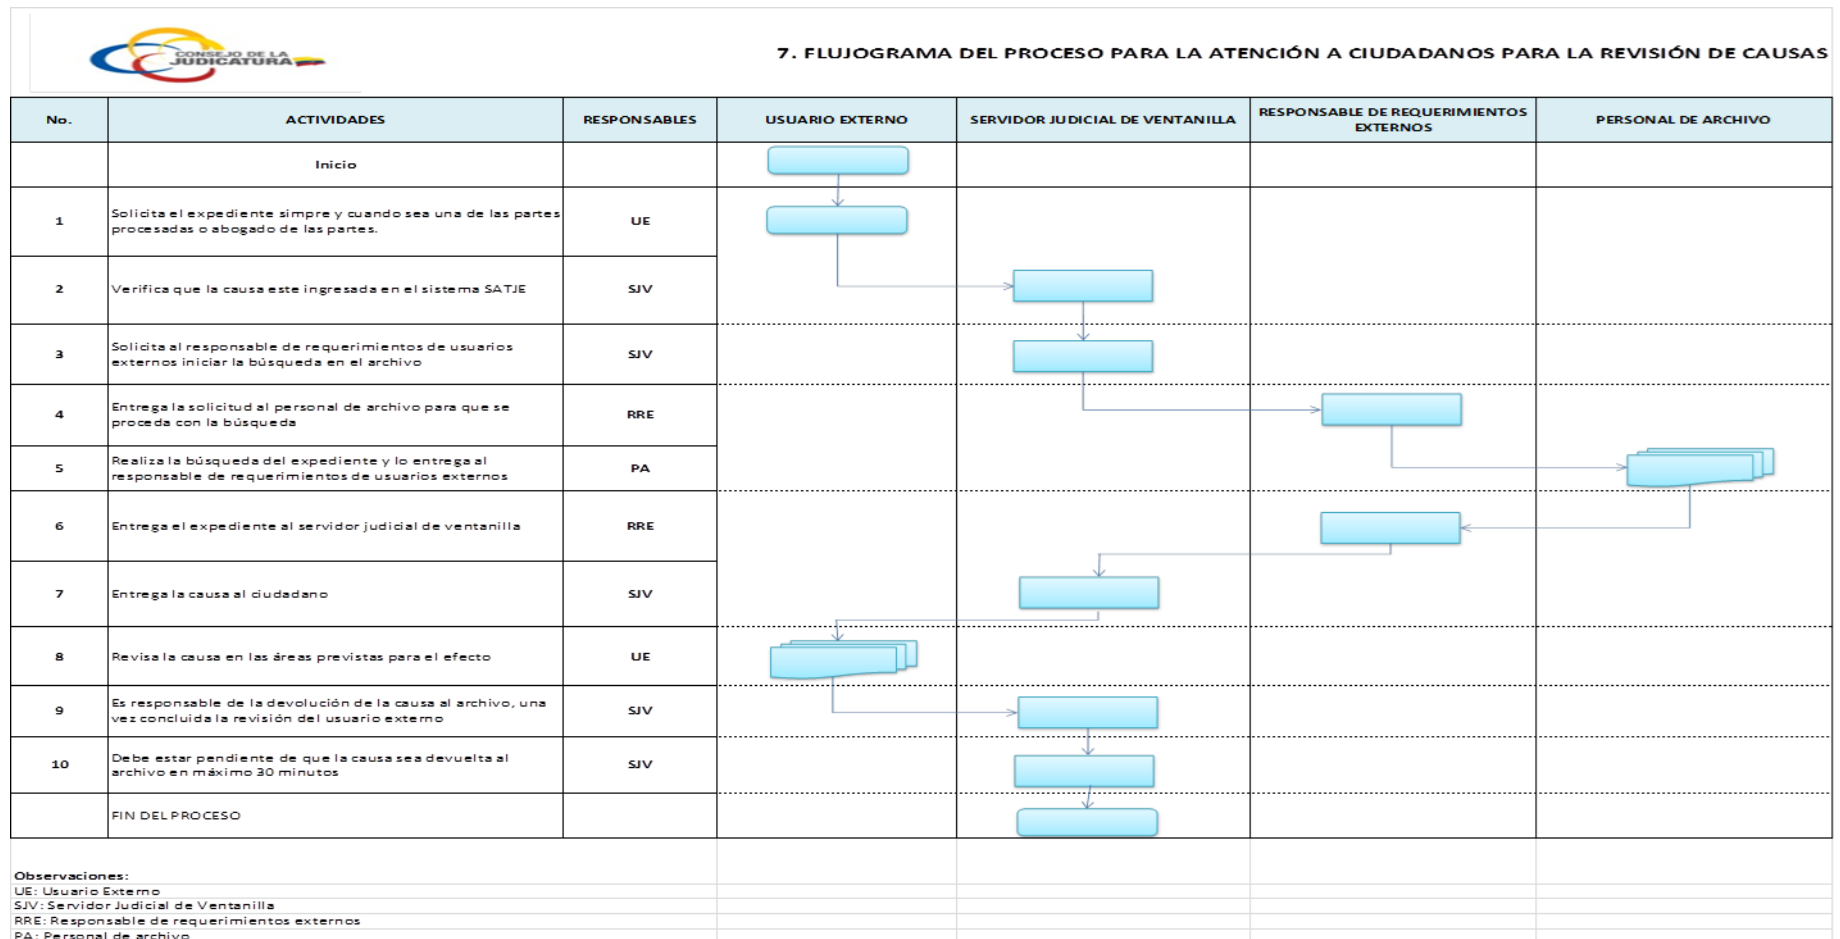 CONSEJO DE LA
JUDICATURA
7. FLUJOGRAMA DEL PROCESO PARA LA ATENCIÓN A CIUDADANOS PARA LA REVISIÓN DE CAUSAS
No.
ACTIVIDADES
RESPONSABLES
USUARIO EXTERNO
SERVIDOR JUDICIAL DE VENTANILLA
RESPONSABLE DE REQUERIMIENTOS
EXTERNOS
PERSONAL DE ARCHIVO
Inicio
1
Solicita el expediente simpre y cuando sea una de las partes
procesadas o abogado de las partes.
UE
2
Verifica que la causa este ingresada en el sistema SATJE
SJV
3
Solicita al responsable de requerimientos de usuarios
externos iniciar la búsqueda en el archivo
SJV
4
Entrega la solicitud al personal de archivo para que se
proceda con la búsqueda
RRE
5
Realiza la búsqueda del expediente y lo entrega al
responsable de requerimientos de usuarios externos
PA
6
Entrega el expediente al servidor judicial de ventanilla
RRE
7
Entrega la causa al ciudadano
SJV
8
Revisa la causa en las áreas previstas para el efecto
UE
9
Es responsable de la devolución de la causa al archivo, una
vez concluida la revisión del usuario externo
SJV
10
Debe estar pendiente de que la causa sea devuelta al
archivo en máximo 30 minutos
SJV
FIN DEL PROCESO
Observaciones:
UE: Usuario Externo
SJV: Servidor Judicial de Ventanilla
RRE: Responsable de requerimientos externos
PA: Personal de archivo